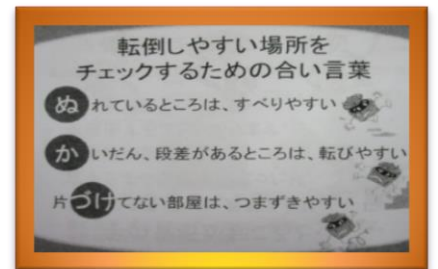 転倒しやすい場所を
チェックするための合い言葉
ぬれているところは、すべりやすい
かいだん、段差があるところは、転びやすい
片づけてない部屋は、つまずきやすい